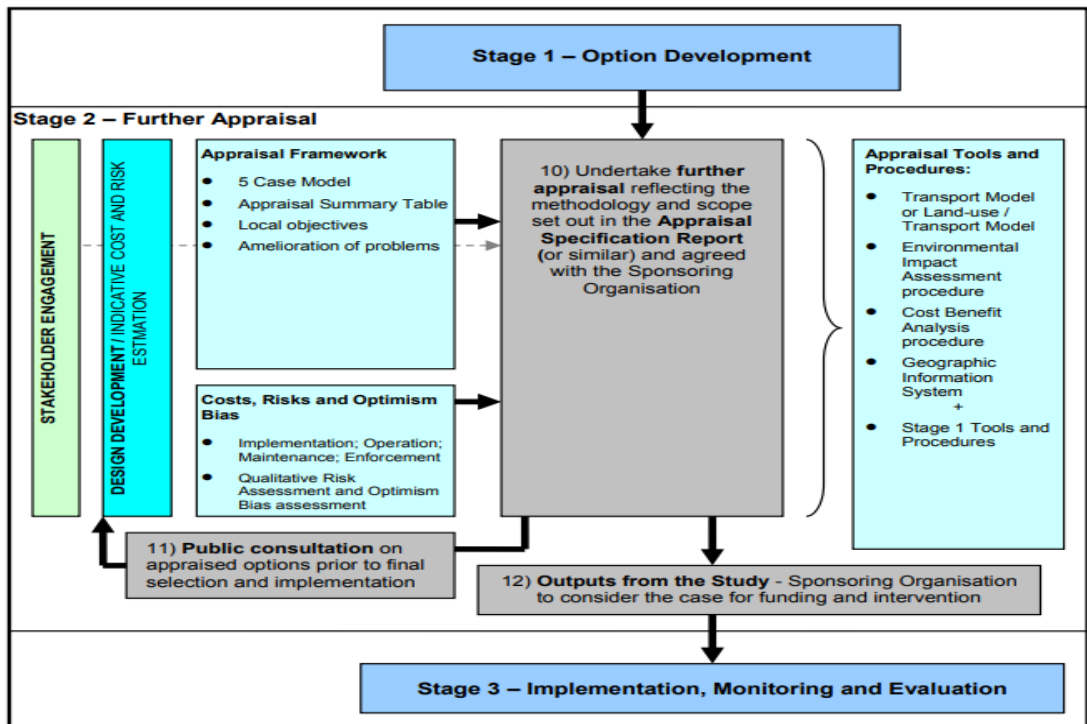 Stage 1 – Option Development
Stage 2 – Further Appraisal
STAKEHOLDER ENGAGEMENT
DESIGN DEVELOPMENT / INDICATIVE COST AND RISK
ESTMATION
Appraisal Framework
● 5 Case Model
● Appraisal Summary Table
● Local objectives
● Amelioration of problems
Costs, Risks and Optimism
Bias
● Implementation; Operation;
Maintenance; Enforcement
● Qualitative Risk
Assessment and Optimism
Bias assessment
10) Undertake further
appraisal reflecting the
methodology and scope
set out in the Appraisal
Specification Report
(or similar) and agreed
with the Sponsoring
Organisation
Appraisal Tools and
Procedures:
● Transport Model
or Land-use /
Transport Model
● Environmental
Impact
Assessment
procedure
● Cost Benefit
Analysis
procedure
● Geographic
Information
System
+
● Stage 1 Tools and
Procedures
11) Public consultation on
appraised options prior to final
selection and implementation
12) Outputs from the Study - Sponsoring Organisation
to consider the case for funding and intervention
Stage 3 – Implementation, Monitoring and Evaluation